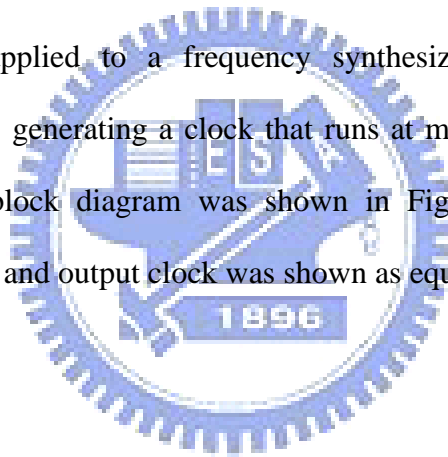 applied to a frequency synthesiz
generating a clock that runs at m
block diagram was shown in Fig
and output clock was shown as equ
E S
1896